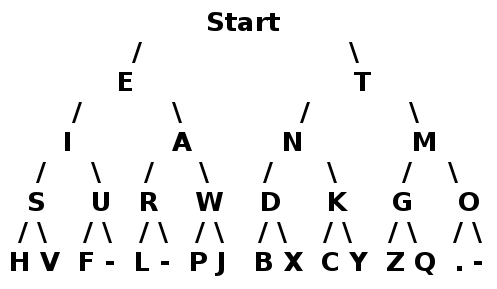 Start
/ \
E T
/ \ / \
I A N M
/ \ / \ / \ / \
S U R W D K G O
/ \ / \ / \ / \ / \ / \ / \ / \
H V F - L - P J B X C Y Z Q . -